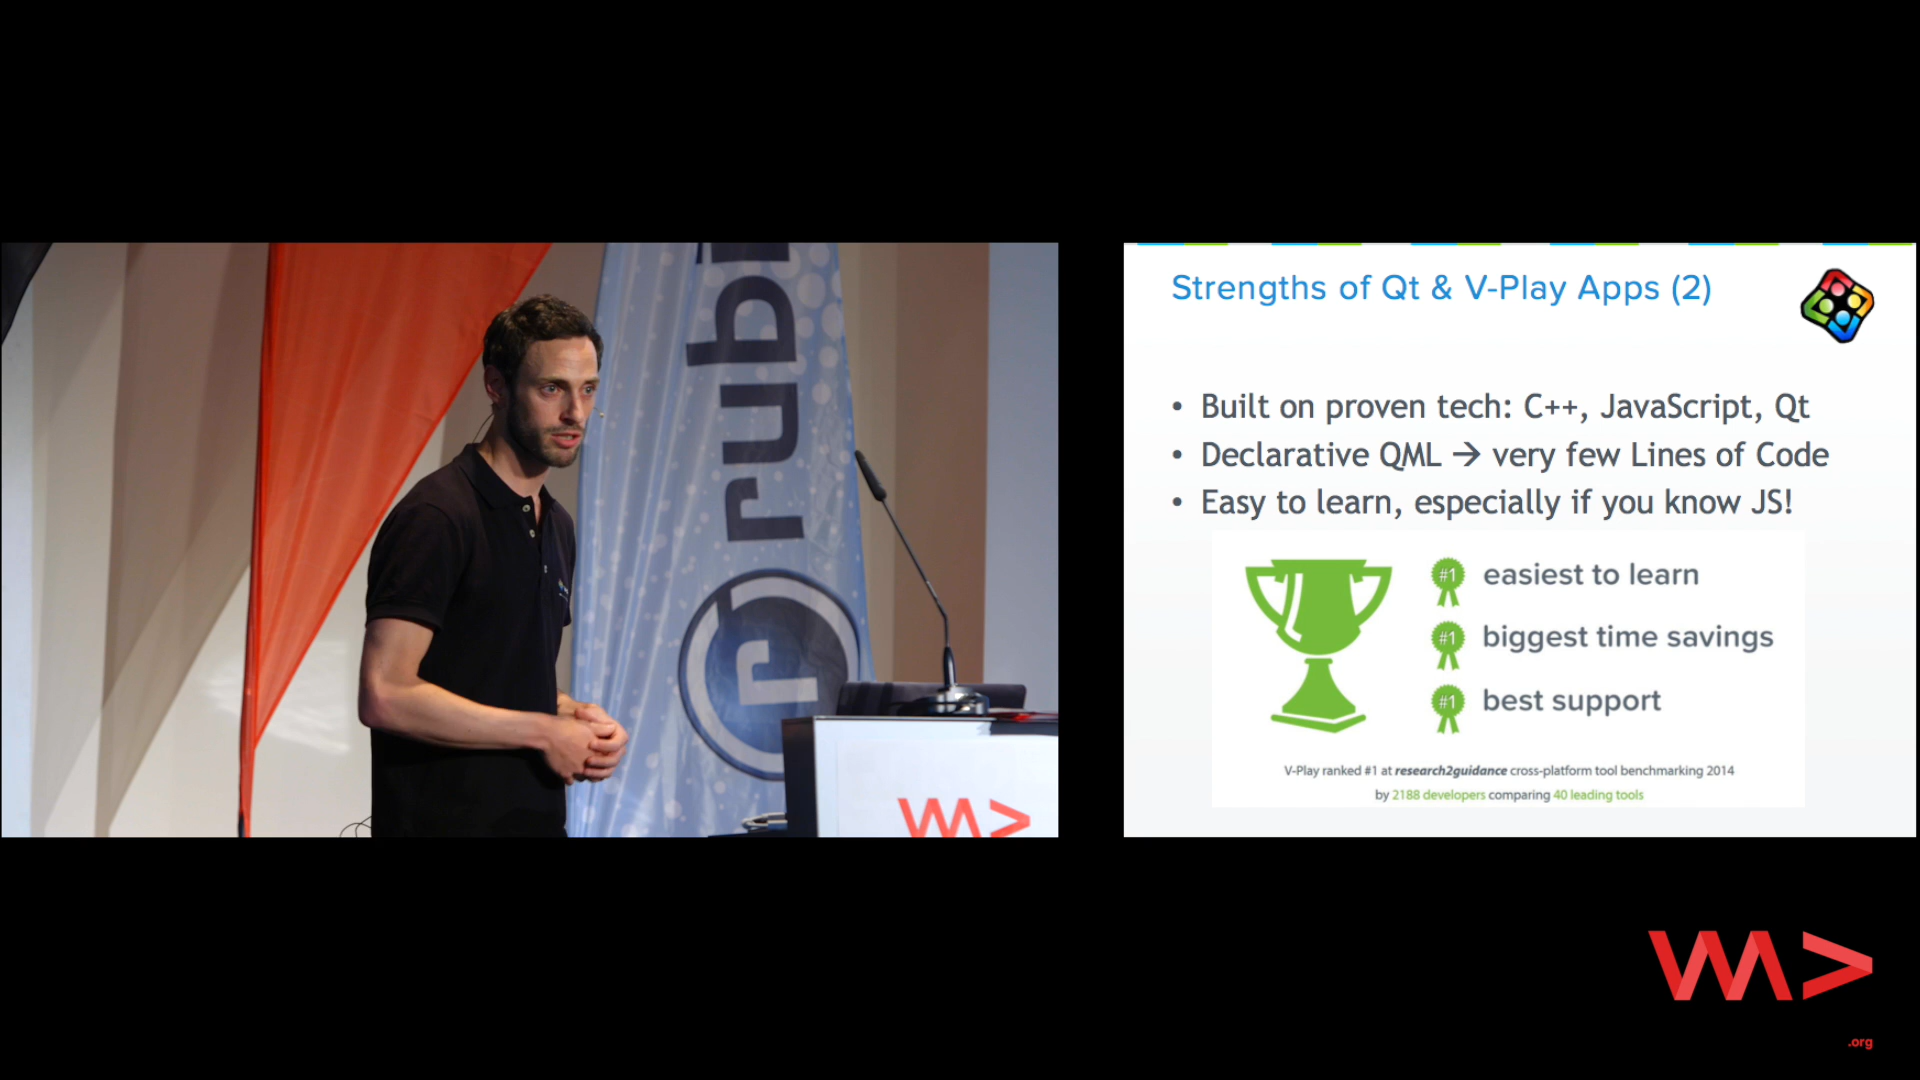 rubi
r
Strengths of Qt & V-Play Apps (2)
• Built on proven tech: C++, JavaScript, Qt
• Declarative QML → very few Lines of Code
• Easy to learn, especially if you know JS!
#1 easiest to learn
#1 biggest time savings
#1 best support
V-Play ranked #1 at research2guidance cross-platform tool benchmarking 2014
by 2188 developers comparing 40 leading tools
.org